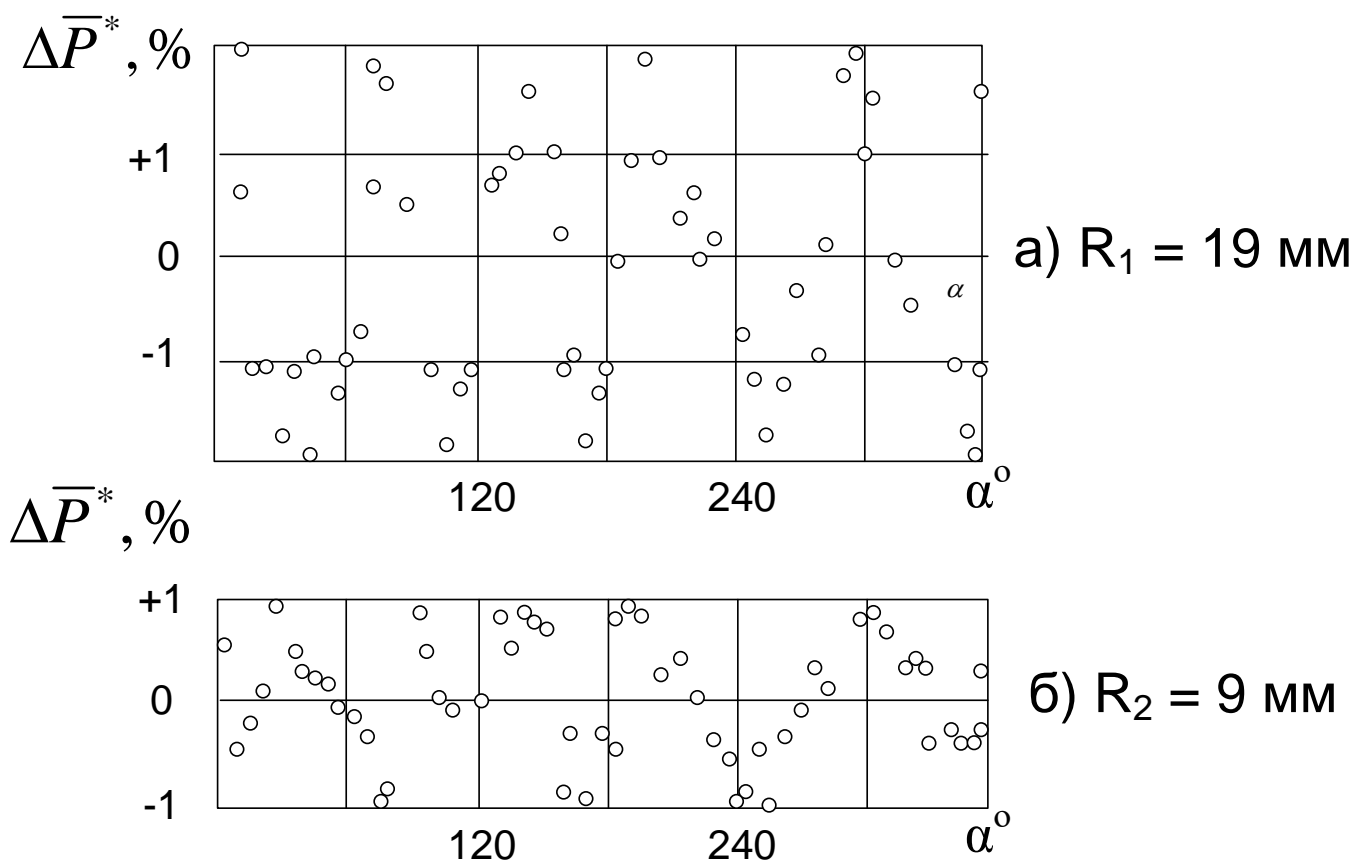 ΔP̅*, %
+1
0
-1
α
а) R₁ = 19 мм
120 240 α°
ΔP̅*, %
+1
0
-1
б) R₂ = 9 мм
120 240 α°